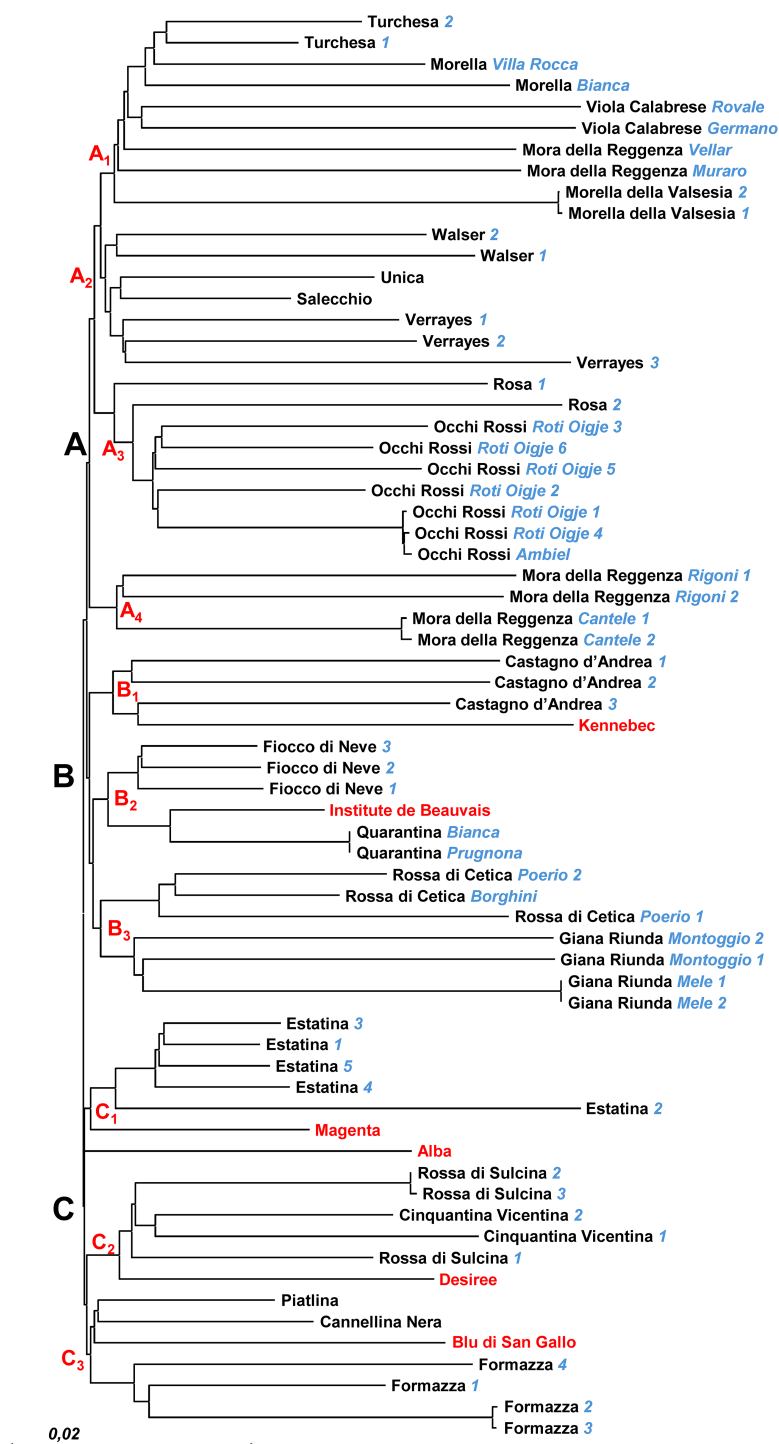 Turchesa 2
Turchesa 1
Morella Villa Rocca
Morella Bianca
Viola Calabrese Rovale
Viola Calabrese Germano
Mora della Reggenza Vellar
A1
Mora della Reggenza Muraro
Morella della Valsesia 2
Morella della Valsesia 1
Walser 2
Walser 1
A2
Unica
Salecchio
Verrayes 1
Verrayes 2
Verrayes 3
Rosa 1
Rosa 2
Occhi Rossi Roti Oigje 3
A
A3
Occhi Rossi Roti Oigje 6
Occhi Rossi Roti Oigje 5
Occhi Rossi Roti Oigje 2
Occhi Rossi Roti Oigje 1
Occhi Rossi Roti Oigje 4
Occhi Rossi Ambiel
Mora della Reggenza Rigoni 1
Mora della Reggenza Rigoni 2
A4
Mora della Reggenza Cantele 1
Mora della Reggenza Cantele 2
Castagno d'Andrea 1
B1
Castagno d'Andrea 2
Castagno d'Andrea 3
Kennebec
Fiocco di Neve 3
B
Fiocco di Neve 2
Fiocco di Neve 1
B2
Institute de Beauvais
Quarantina Bianca
Quarantina Prugnona
Rossa di Cetica Poerio 2
Rossa di Cetica Borghini
Rossa di Cetica Poerio 1
B3
Giana Riunda Montoggio 2
Giana Riunda Montoggio 1
Giana Riunda Mele 1
Giana Riunda Mele 2
Estatina 3
Estatina 1
Estatina 5
Estatina 4
C1
Estatina 2
Magenta
Alba
Rossa di Sulcina 2
Rossa di Sulcina 3
C
Cinquantina Vicentina 2
Cinquantina Vicentina 1
C2
Rossa di Sulcina 1
Desiree
Piatlina
Cannellina Nera
Blu di San Gallo
C3
Formazza 4
Formazza 1
Formazza 2
Formazza 3
0,02